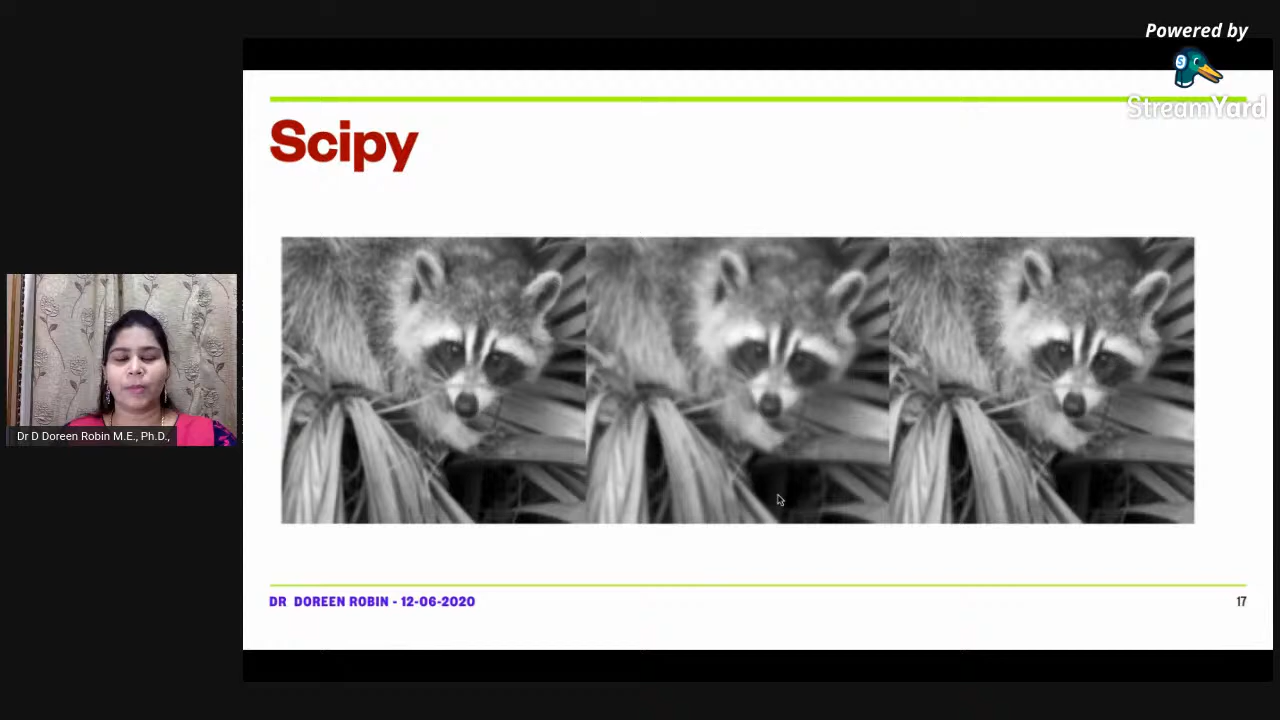 Powered by
StreamYard
Scipy
Dr D Doreen Robin M.E., Ph.D.,
DR DOREEN ROBIN - 12-06-2020
17